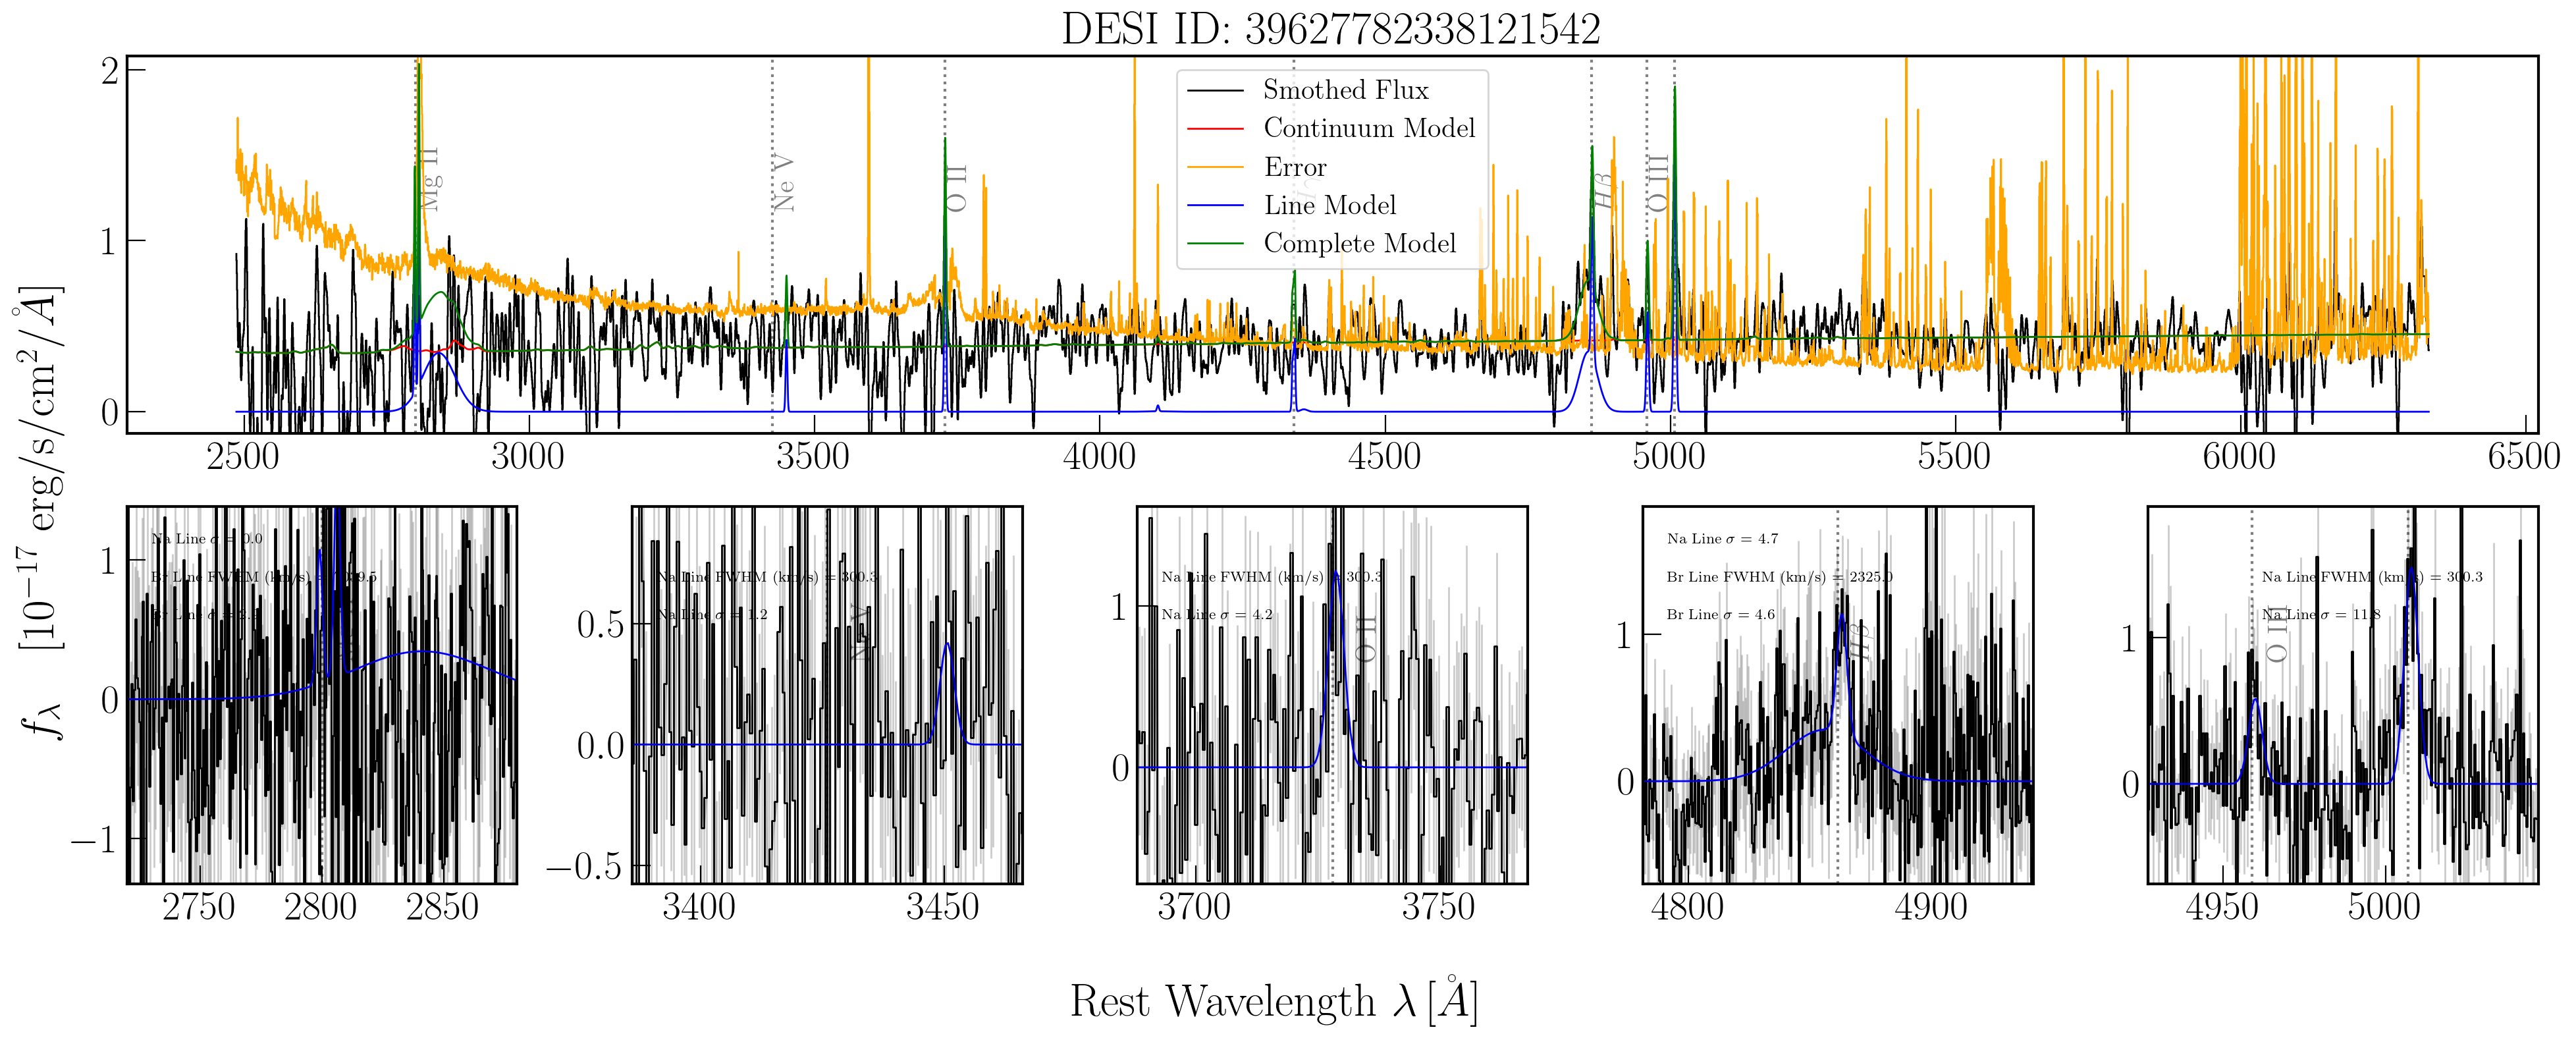 DESI ID: 39627782338121542
2
1
0
Smothed Flux
Continuum Model
Error
Line Model
Complete Model
Mg II
Ne V
O II
Hβ
O III
2500 3000 3500 4000 4500 5000 5500 6000 6500
f_λ [10^−17 erg/s/cm^2/Å]
1
0
−1
Na Line σ = 0.0
Br Line FWHM (km/s) =
Br Line σ =
2750 2800 2850
0.5
0.0
−0.5
Na Line FWHM (km/s) = 300.3
Na Line σ = 1.2
3400 3450
1
0
Na Line FWHM (km/s) = 300.3
Na Line σ = 4.2
O II
3700 3750
1
0
Na Line σ = 4.7
Br Line FWHM (km/s) = 2325.0
Br Line σ = 4.6
Hβ
4800 4900
1
0
Na Line FWHM (km/s) = 300.3
Na Line σ = 11.8
O III
4950 5000
Rest Wavelength λ [Å]